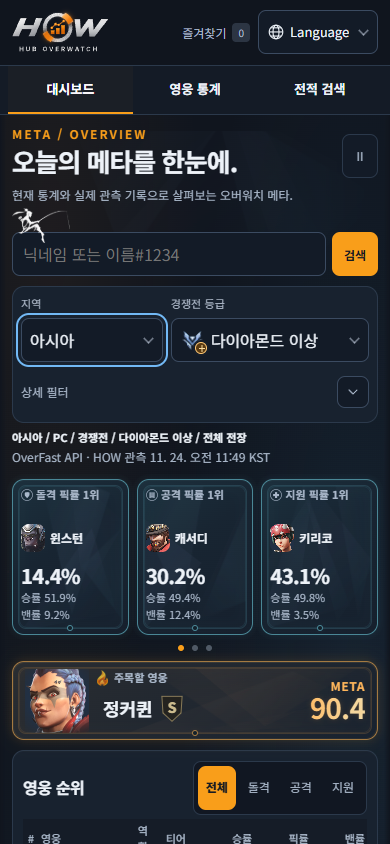 HOW
HUB OVERWATCH
즐겨찾기 0
Language
대시보드 영웅 통계 전적 검색
META / OVERVIEW
오늘의 메타를 한눈에.
현재 통계와 실제 관측 기록으로 살펴보는 오버워치 메타.
닉네임 또는 이름#1234 검색
지역 경쟁전 등급
아시아 다이아몬드 이상
상세 필터
아시아 / PC / 경쟁전 / 다이아몬드 이상 / 전체 전장
OverFast API · HOW 관측 11. 24. 오전 11:49 KST
돌격 픽률 1위 공격 픽률 1위 지원 픽률 1위
윈스턴 캐서디 키리코
14.4% 30.2% 43.1%
승률 51.9% 승률 49.4% 승률 49.8%
밴률 9.2% 밴률 12.4% 밴률 3.5%
주목할 영웅
정커퀸 S
META
90.4
영웅 순위 전체 돌격 공격 지원
# 영웅 역 티어 승률 픽률 밴률